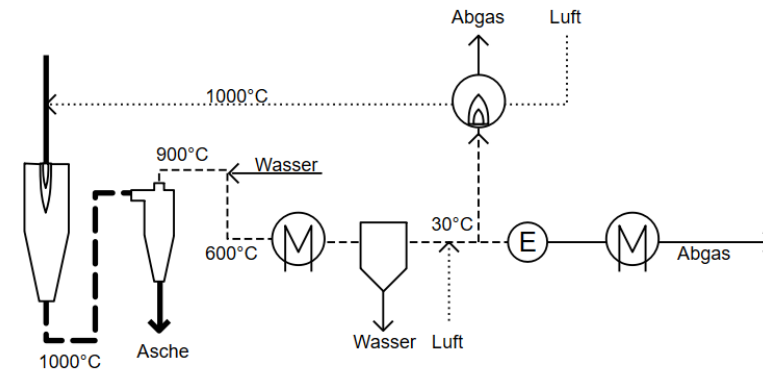 Abgas
Luft
1000°C
900°C
Wasser
30°C
600°C
E
Abgas
Wasser
Luft
Asche
1000°C